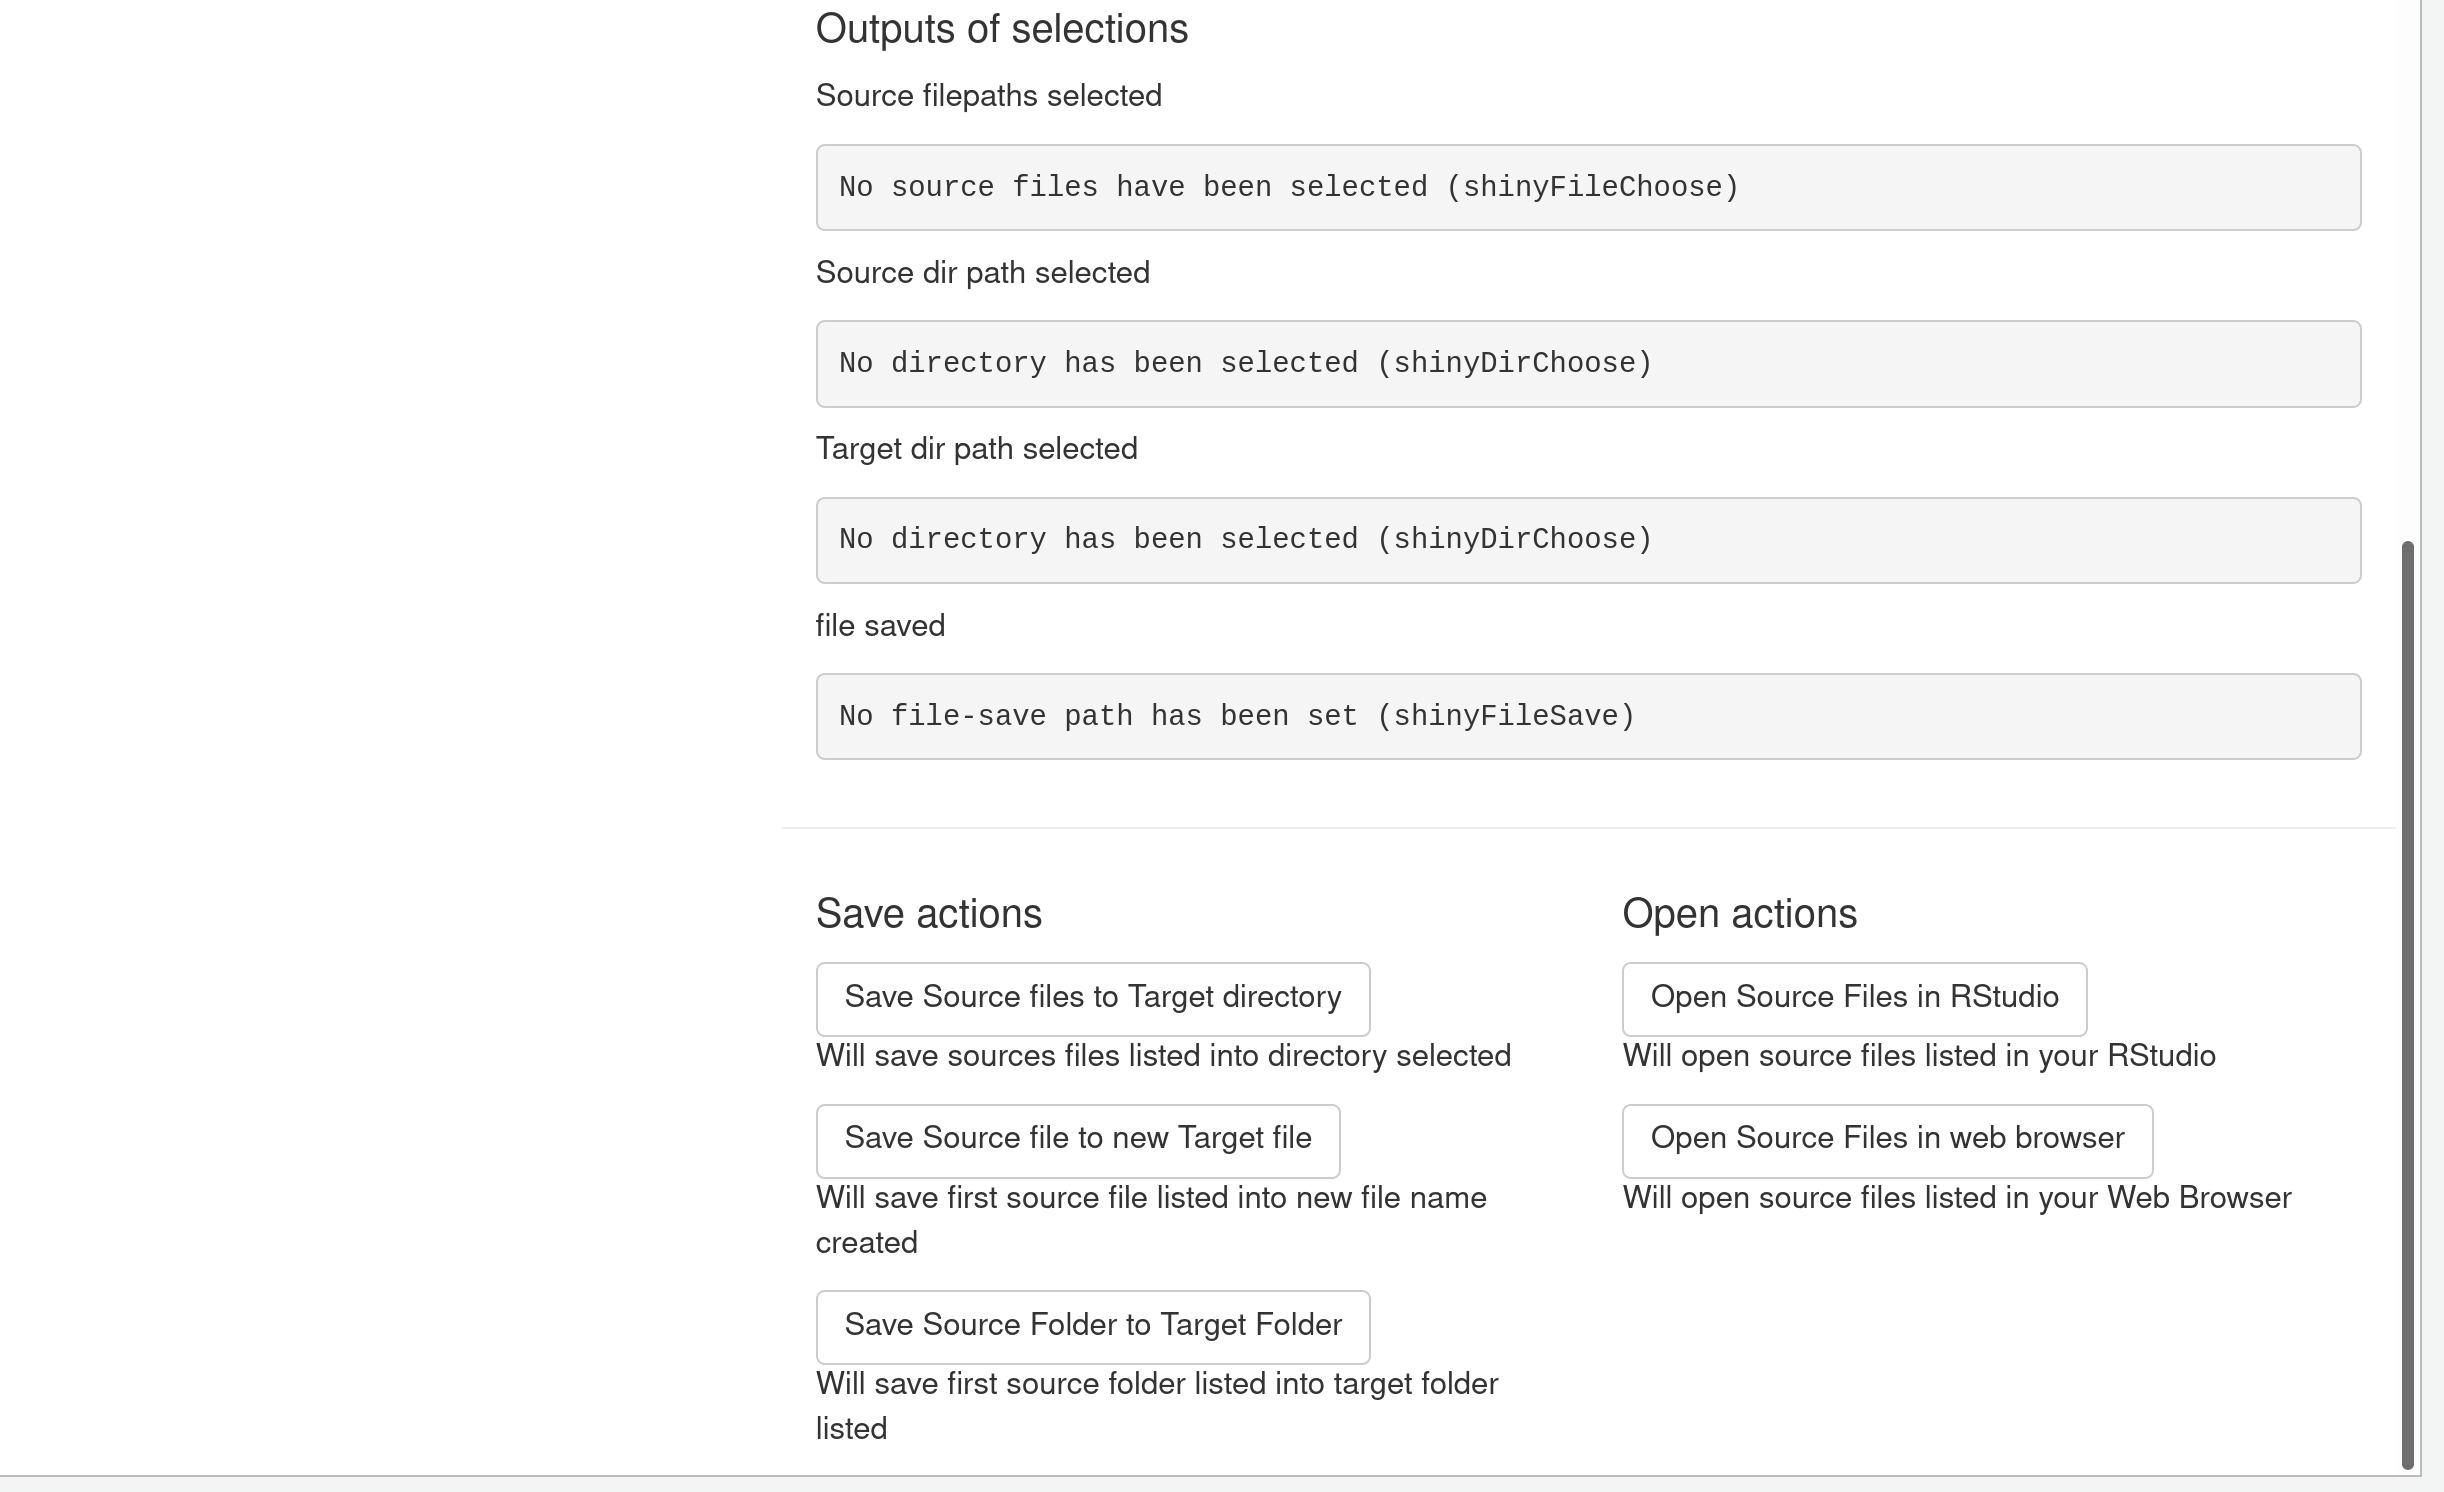 Outputs of selections
Source filepaths selected
No source files have been selected (shinyFileChoose)
Source dir path selected
No directory has been selected (shinyDirChoose)
Target dir path selected
No directory has been selected (shinyDirChoose)
file saved
No file-save path has been set (shinyFileSave)
Save actions
Save Source files to Target directory
Will save sources files listed into directory selected
Save Source file to new Target file
Will save first source file listed into new file name
created
Save Source Folder to Target Folder
Will save first source folder listed into target folder
listed
Open actions
Open Source Files in RStudio
Will open source files listed in your RStudio
Open Source Files in web browser
Will open source files listed in your Web Browser